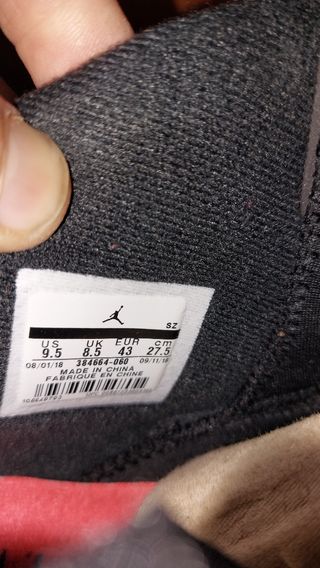 SZ
US UK EUR cm
9.5 8.5 43 27.5
08/01/18 384664-060 09/11/18
MADE IN CHINA
FABRIQUE EN CHINE